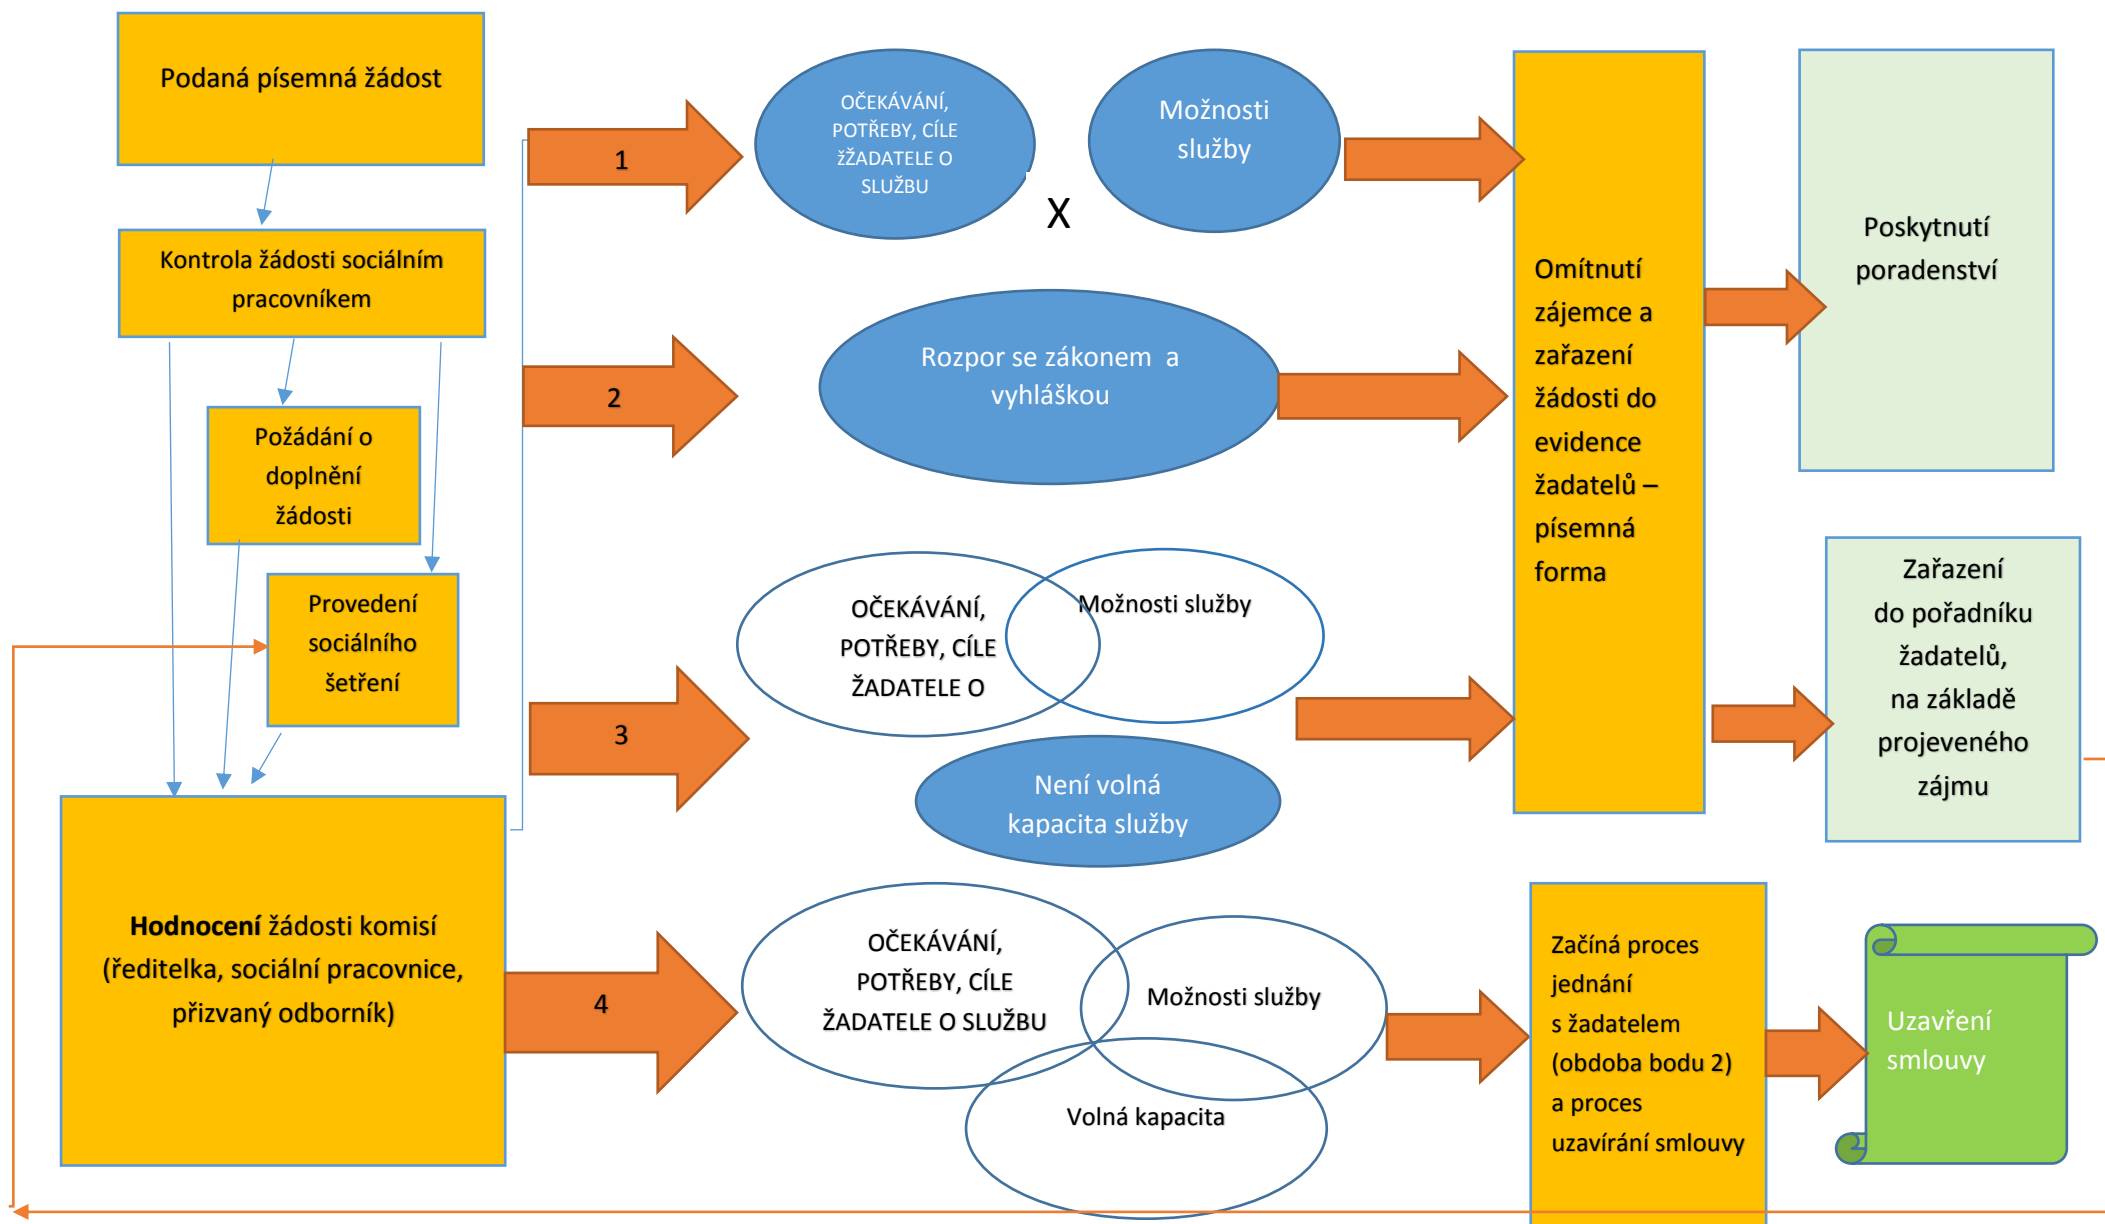 Podaná písemná žádost
Kontrola žádosti sociálním
pracovníkem
Požádání o
doplnění
žádosti
Provedení
sociálního
šetření
Hodnocení žádosti komisí
(ředitelka, sociální pracovnice,
přizvaný odborník)
1
OČEKÁVÁNÍ,
POTŘEBY, CÍLE
žŽADATELE O
SLUŽBU
X
Možnosti
služby
2
Rozpor se zákonem a
vyhláškou
3
OČEKÁVÁNÍ,
POTŘEBY, CÍLE
ŽADATELE O
Možnosti služby
Není volná
kapacita služby
4
OČEKÁVÁNÍ,
POTŘEBY, CÍLE
ŽADATELE O SLUŽBU
Možnosti služby
Volná kapacita
Omítnutí
zájemce a
zařazení
žádosti do
evidence
žadatelů –
písemná
forma
Poskytnutí
poradenství
Zařazení
do pořadníku
žadatelů,
na základě
projeveného
zájmu
Začíná proces
jednání
s žadatelem
(obdoba bodu 2)
a proces
uzavírání smlouvy
Uzavření
smlouvy